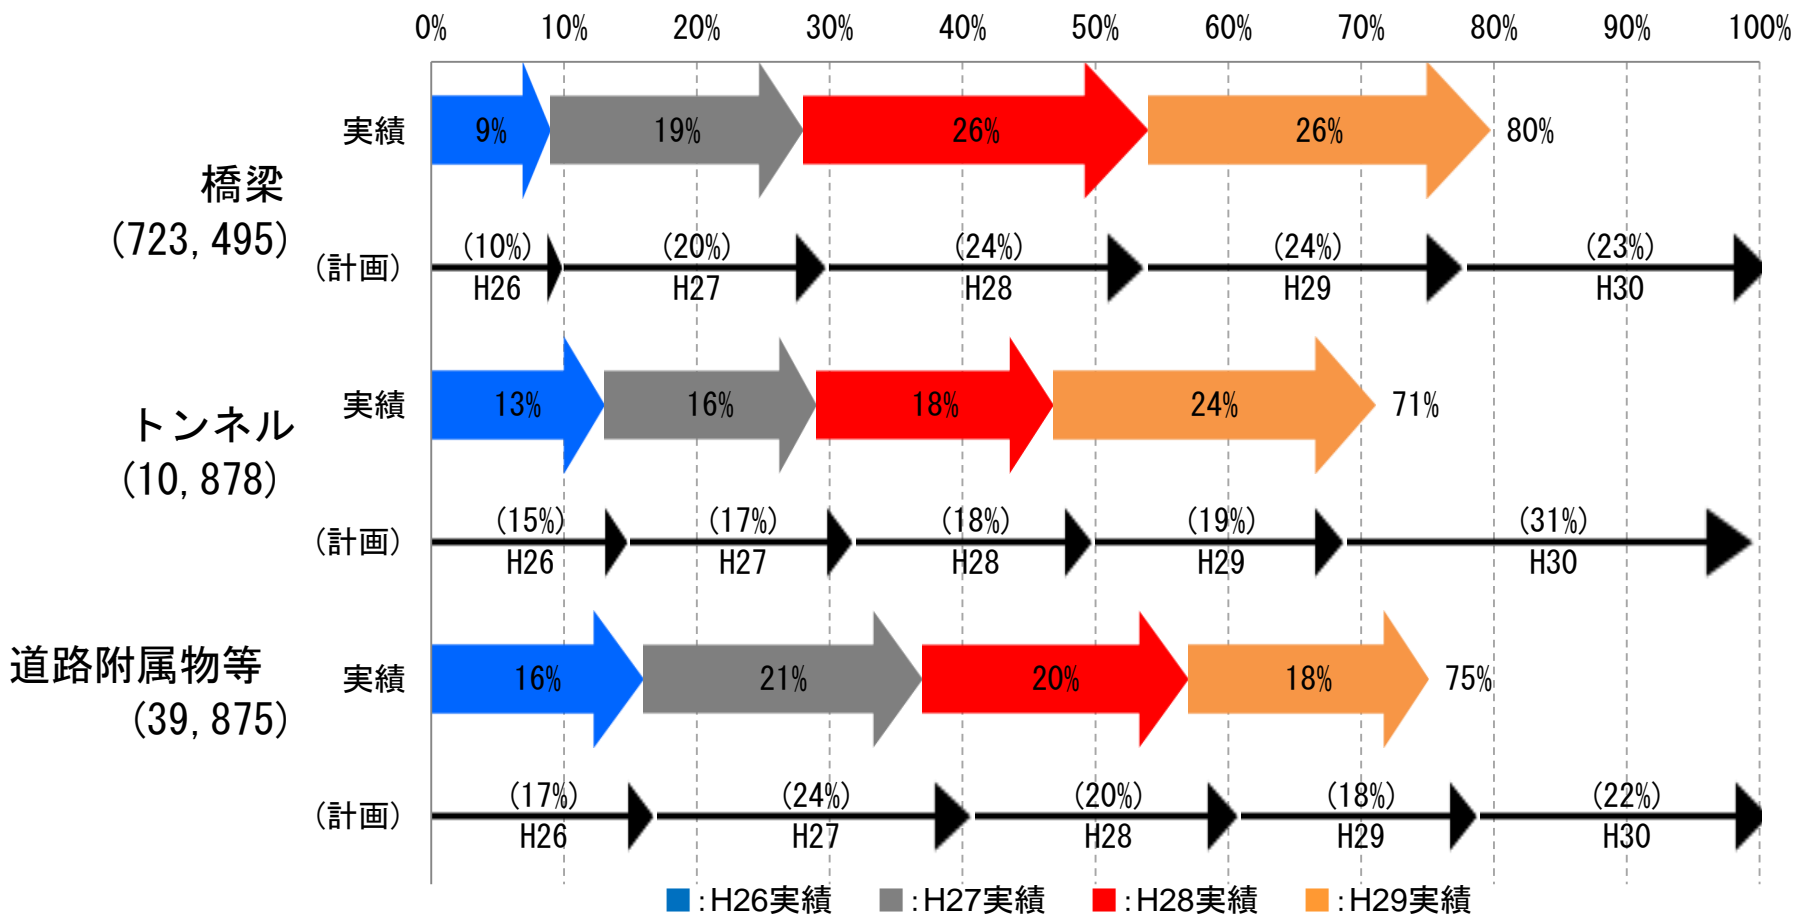 0% 10% 20% 30% 40% 50% 60% 70% 80% 90% 100%
橋梁
(723,495)
実績 9% 19% 26% 26% 80%
(計画) (10%) (20%) (24%) (24%) (23%)
H26 H27 H28 H29 H30
トンネル
(10,878)
実績 13% 16% 18% 24% 71%
(計画) (15%) (17%) (18%) (19%) (31%)
H26 H27 H28 H29 H30
道路附属物等
(39,875)
実績 16% 21% 20% 18% 75%
(計画) (17%) (24%) (20%) (18%) (22%)
H26 H27 H28 H29 H30
:H26実績 :H27実績 :H28実績 :H29実績